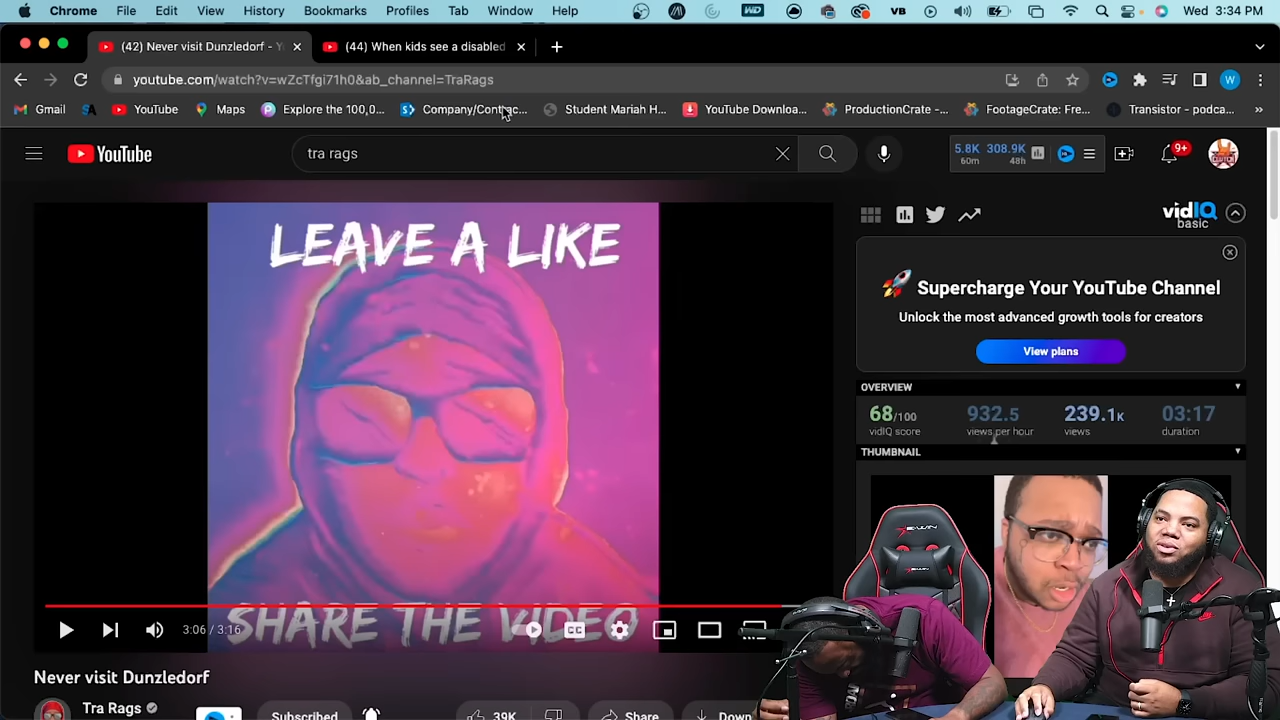 Chrome File Edit View History Bookmarks Profiles Tab Window Help
WD VB Wed 3:34 PM
(42) Never visit Dunzledorf - Y
(44) When kids see a disabled
youtube.com/watch?v=wZcTfgi71h0&ab_channel=TraRags
W
Gmail YouTube Maps Explore the 100,0... Company/Contac... Student Mariah H... YouTube Downloa... ProductionCrate -... FootageCrate: Fre... Transistor - podca... »
YouTube
tra rags
5.8K 308.9K
60m 48h
9+
LEAVE A LIKE
SHARE THE VIDEO
3:06 / 3:16
CC
Never visit Dunzledorf
Tra Rags
Subscribed
39K
Share
Down
vidIQ
basic
Supercharge Your YouTube Channel
Unlock the most advanced growth tools for creators
View plans
OVERVIEW
68/100 932.5 239.1K 03:17
vidIQ score views per hour views duration
THUMBNAIL